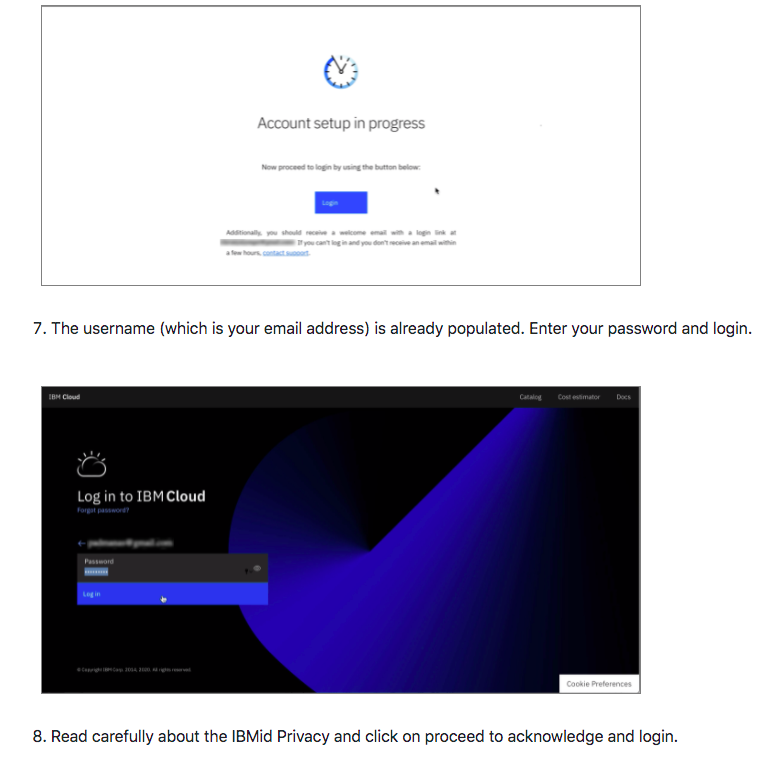 Account setup in progress
Now proceed to login by using the button below:
Login
Additionally, you should receive a welcome email with a login link at
If you can't log in and you don't receive an email within
a few hours, contact support.
7. The username (which is your email address) is already populated. Enter your password and login.
IBM Cloud
Catalog Cost estimator Docs
Log in to IBM Cloud
Forgot password?
Password
Log in
© Copyright IBM Corp. 2014, 2020. All rights reserved.
Cookie Preferences
8. Read carefully about the IBMid Privacy and click on proceed to acknowledge and login.